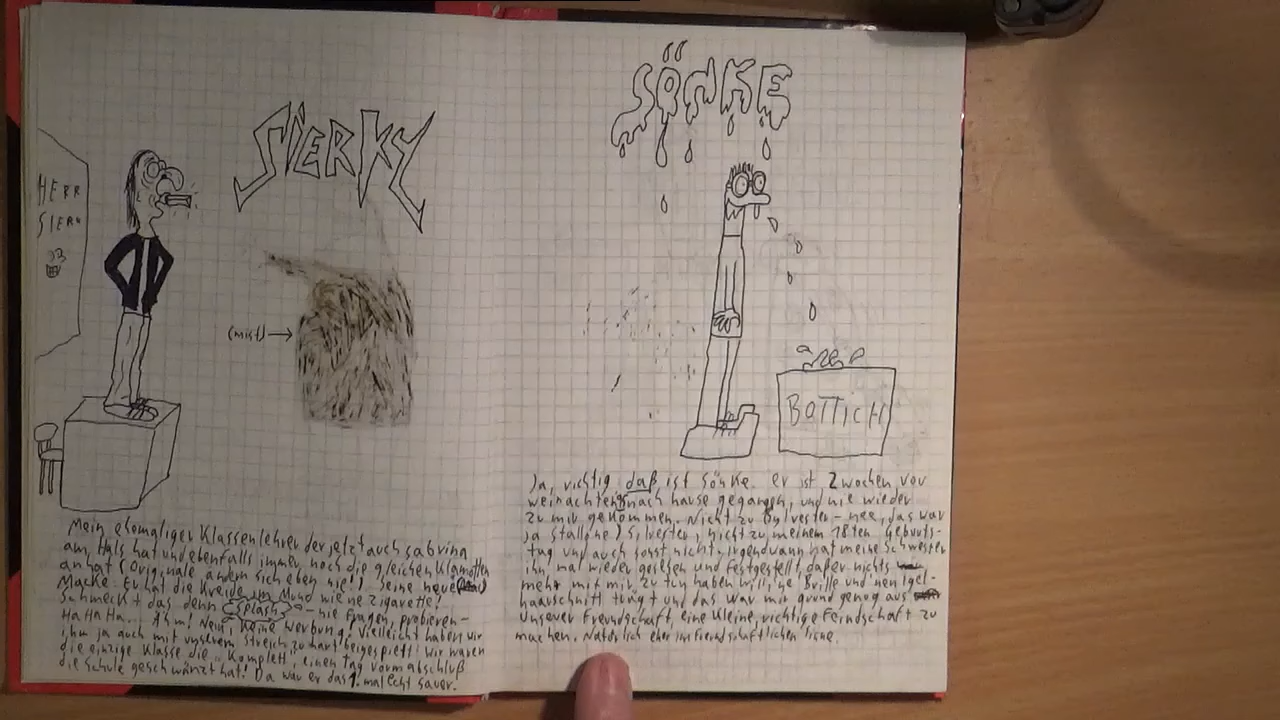 SIERKY
HERR
SIERK
(mist)
Mein ehemaliger Klassenlehrer der jetzt auch sabrina
am Hals hat und ebenfalls immer noch die gleichen Klamotten
an hat (Originale ändern sich eben nie!). Seine neue
Macke: Er hat die Kreide im Mund wie ne Zigarette!
Schmeckt das denn Splash - nie fragen, probieren -
HA HA HA... Ähm! Nein, keine Werbung! Vielleicht haben wir
ihm ja auch mit unserem Streich zu hart beigespielt! Wir waren
die einzige Klasse die "Komplett" einen Tag vorm abschluß
die Schule geschwänzt hat! Da war er das 1. mal echt sauer.
SÖNKE
BOTTICH
Ja, richtig daß ist Sönke. er ist 2 wochen vor
weinachten nach hause gegangen, und nie wieder
zu mir gekommen. Nicht zu Sylvester - nee, das war
ja Stallone) Silvester, nicht zu meinem 18ten Geburts-
tag und auch sonst nicht. Irgendwann hat meine Schwester
ihn mal wieder gesehen und festgestellt, daß er nichts
mehr mit mir zu tun haben will, ne' Brille und nen igel-
haarschnitt trägt und das war mir grund genug aus
unserer Freundschaft, eine kleine, richtige Feindschaft zu
machen. Natürlich eher im freundschaftlichen Sinne.